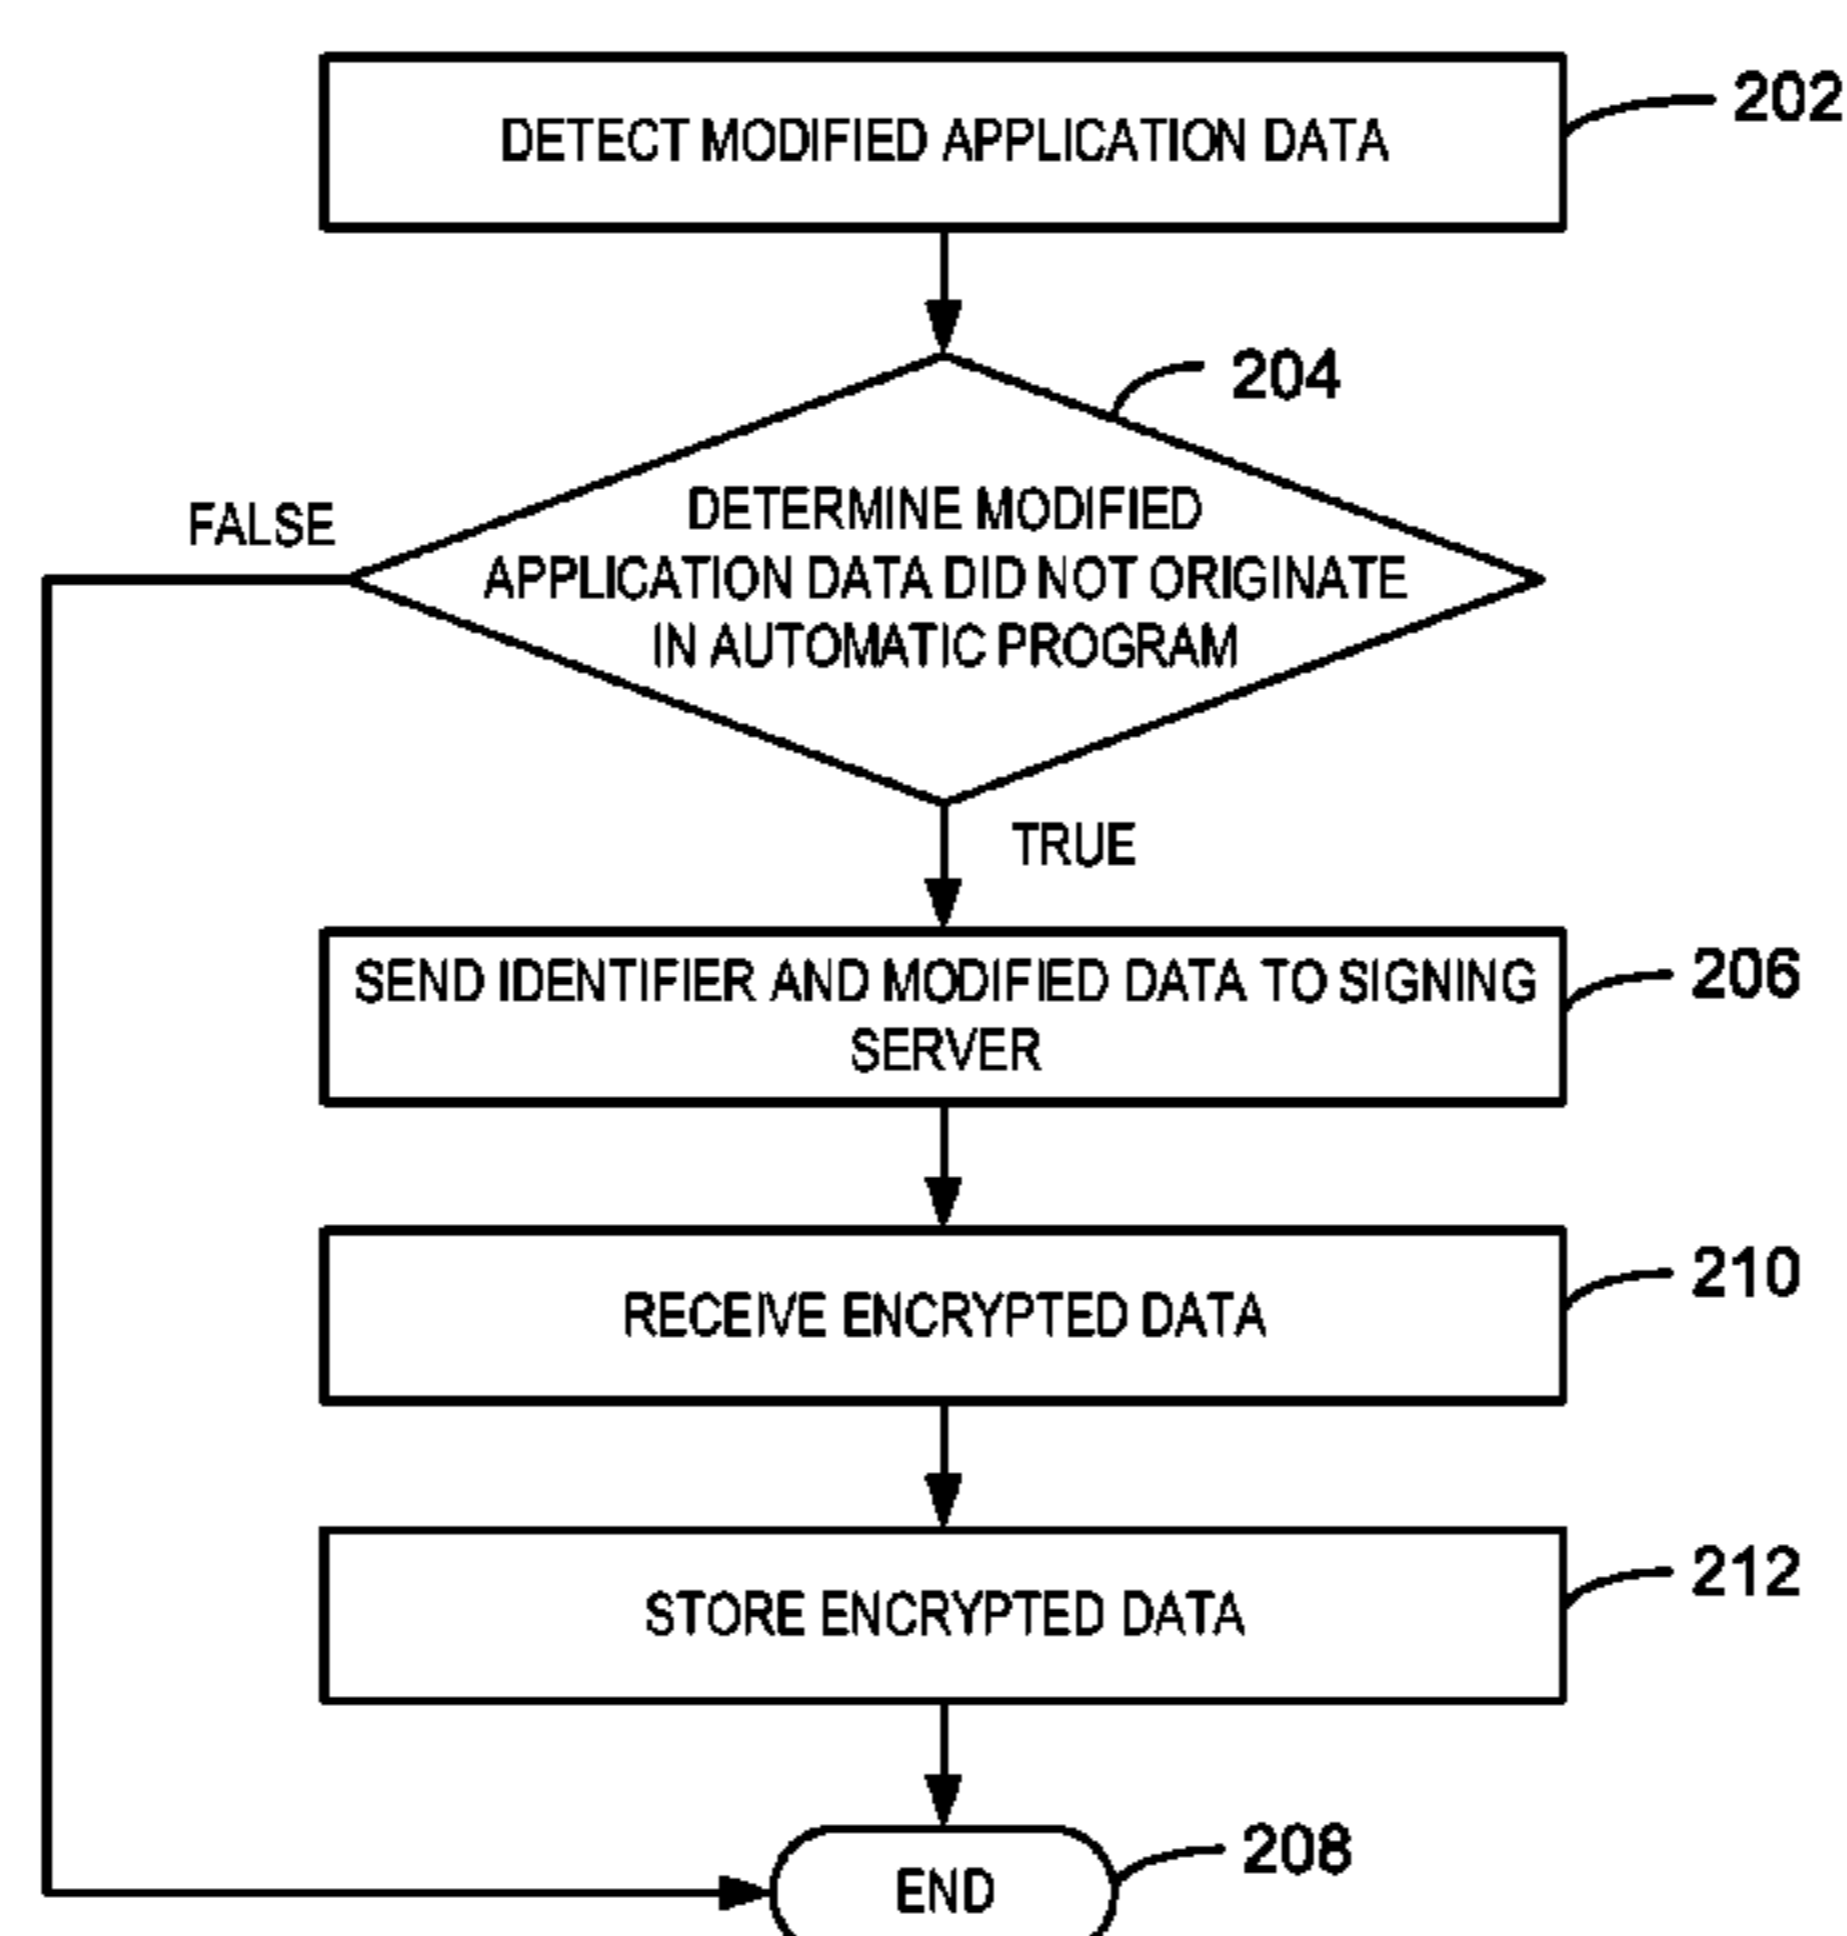 DETECT MODIFIED APPLICATION DATA
202
204
DETERMINE MODIFIED
APPLICATION DATA DID NOT ORIGINATE
IN AUTOMATIC PROGRAM
FALSE
TRUE
SEND IDENTIFIER AND MODIFIED DATA TO SIGNING
SERVER
206
RECEIVE ENCRYPTED DATA
210
STORE ENCRYPTED DATA
212
END
208